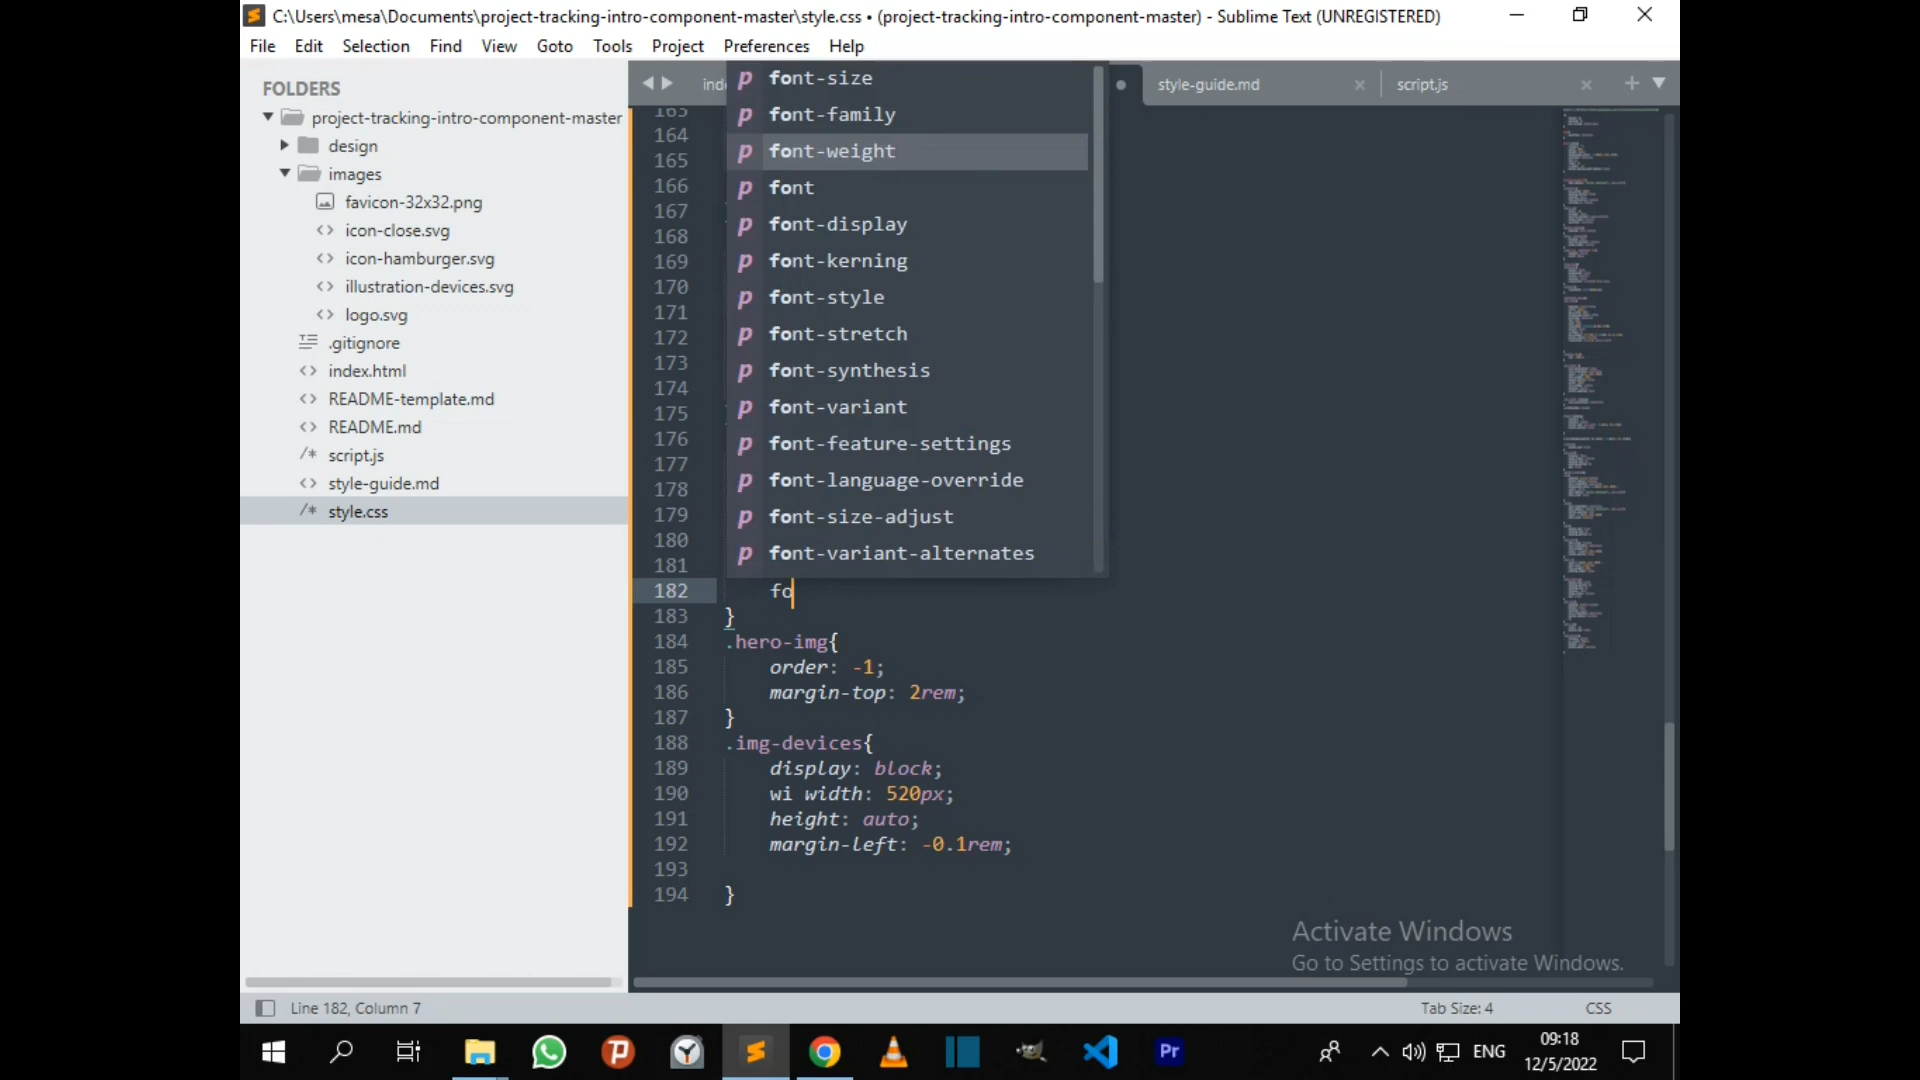 C:\Users\mesa\Documents\project-tracking-intro-component-master\style.css • (project-tracking-intro-component-master) - Sublime Text (UNREGISTERED)
File Edit Selection Find View Goto Tools Project Preferences Help
FOLDERS
project-tracking-intro-component-master
design
images
favicon-32x32.png
icon-close.svg
icon-hamburger.svg
illustration-devices.svg
logo.svg
.gitignore
index.html
README-template.md
README.md
script.js
style-guide.md
style.css
style-guide.md
script.js
p font-size
p font-family
p font-weight
p font
p font-display
p font-kerning
p font-style
p font-stretch
p font-synthesis
p font-variant
p font-feature-settings
p font-language-override
p font-size-adjust
p font-variant-alternates
163
164
165
166
167
168
169
170
171
172
173
174
175
176
177
178
179
180
181
182 fo
183 }
184 .hero-img{
185 order: -1;
186 margin-top: 2rem;
187 }
188 .img-devices{
189 display: block;
190 wi width: 520px;
191 height: auto;
192 margin-left: -0.1rem;
193
194 }
Activate Windows
Go to Settings to activate Windows.
Line 182, Column 7
Tab Size: 4
CSS
Pr
ENG
09:18
12/5/2022